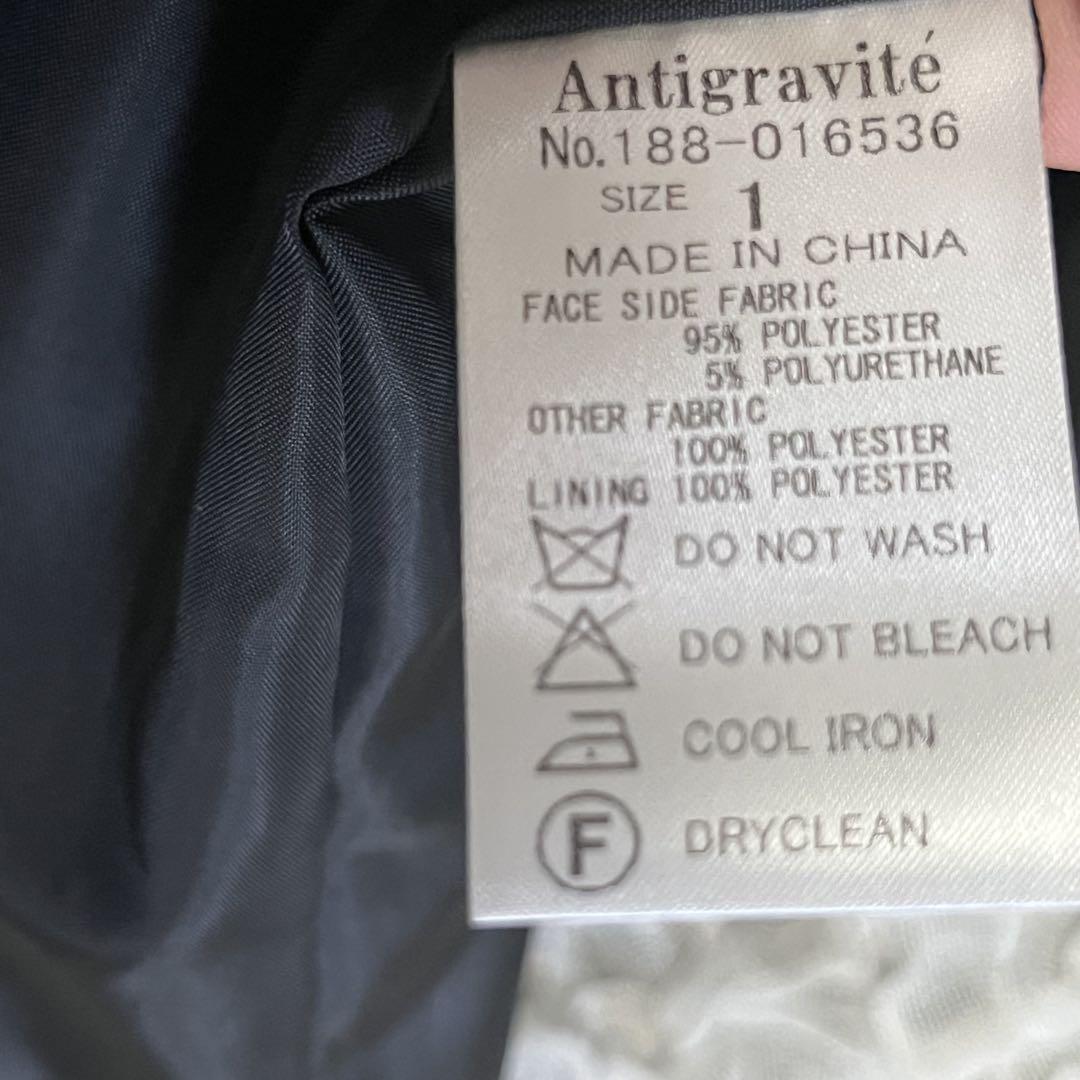 Antigravité
No.188-016536
SIZE 1
MADE IN CHINA
FACE SIDE FABRIC
95% POLYESTER
5% POLYURETHANE
OTHER FABRIC
100% POLYESTER
LINING 100% POLYESTER
DO NOT WASH
DO NOT BLEACH
COOL IRON
F DRYCLEAN